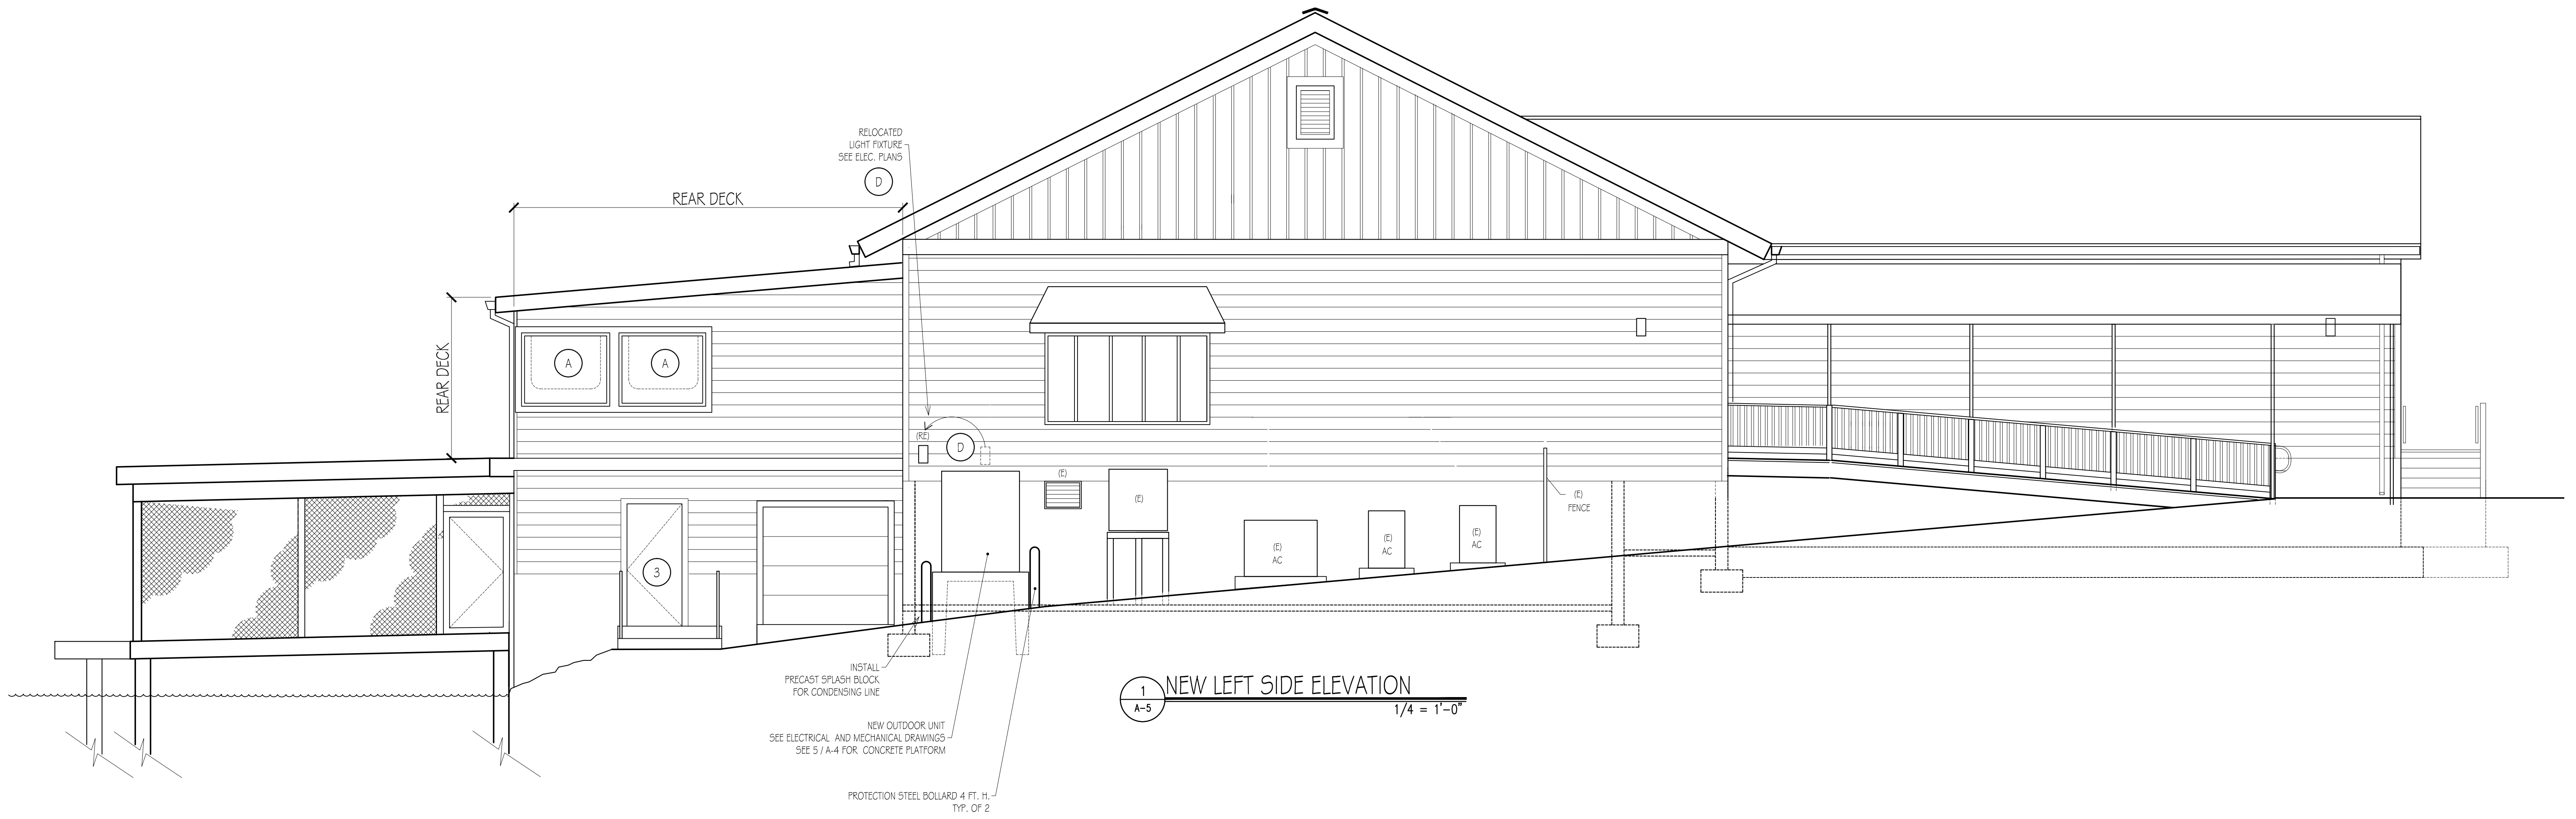 RELOCATED
LIGHT FIXTURE
SEE ELEC. PLANS
D
REAR DECK
REAR DECK
A
A
(RE)
D
(E)
(E)
(E)
FENCE
(E)
AC
(E)
AC
(E)
AC
3
INSTALL
PRECAST SPLASH BLOCK
FOR CONDENSING LINE
NEW OUTDOOR UNIT
SEE ELECTRICAL AND MECHANICAL DRAWINGS
SEE 5 / A-4 FOR CONCRETE PLATFORM
PROTECTION STEEL BOLLARD 4 FT. H.
TYP. OF 2
1
A-5
NEW LEFT SIDE ELEVATION
1/4 = 1'-0"